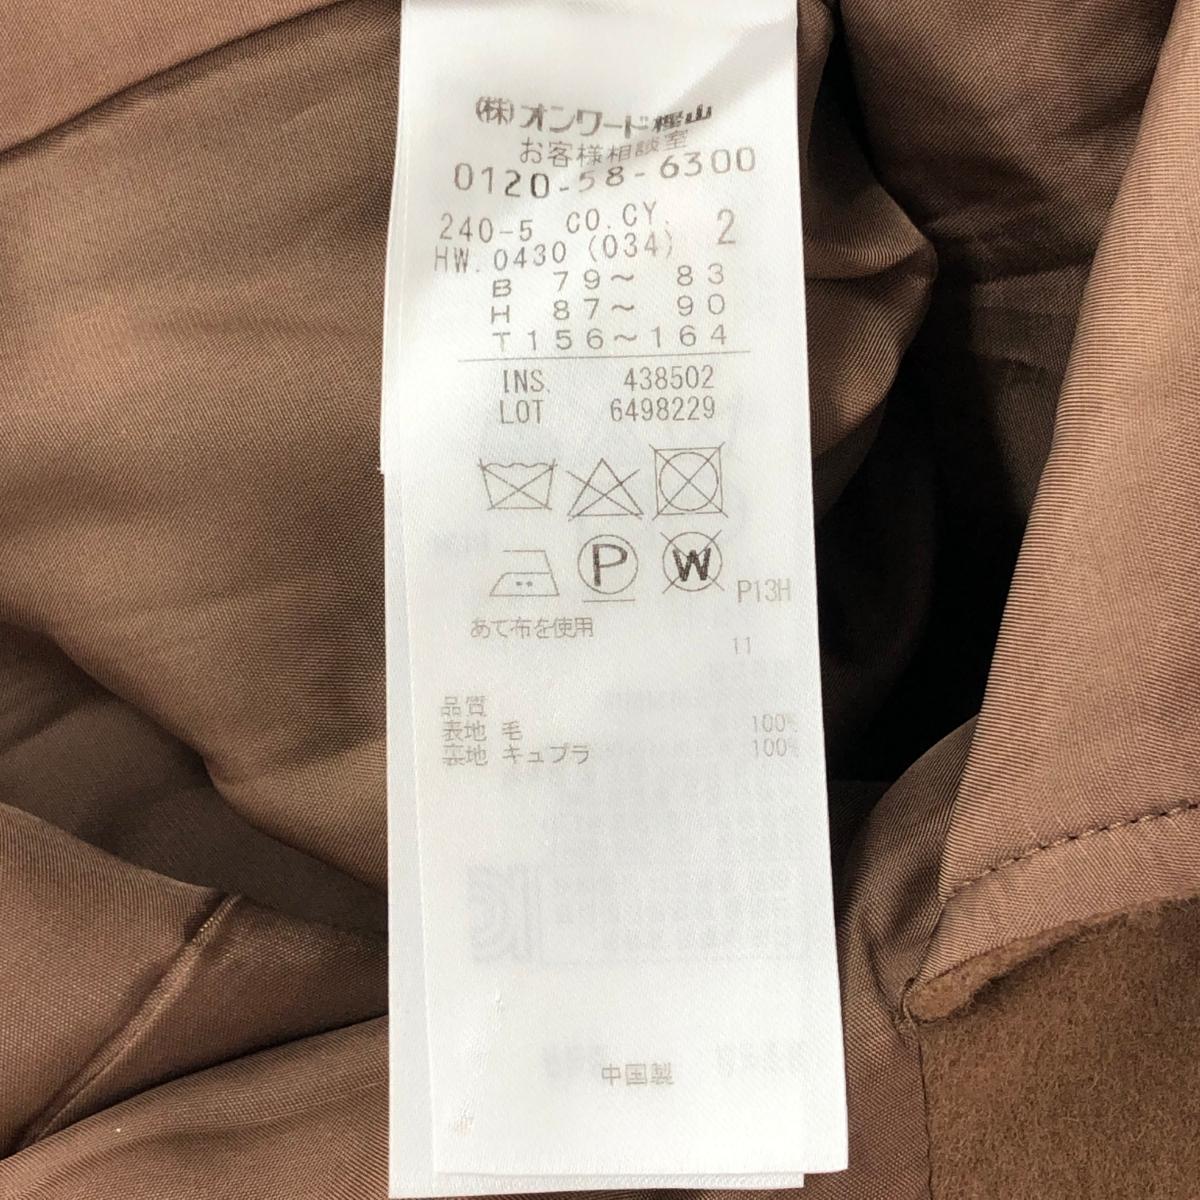 (株)オンワード樫山
お客様相談室
0120-58-6300
240-5 CO.CY. 2
HW.0430 (034)
B 79～ 83
H 87～ 90
T156～164
INS. 438502
LOT 6498229
P W P13H
あて布を使用
11
品質
表地 毛 100%
裏地 キュプラ 100%
中国製